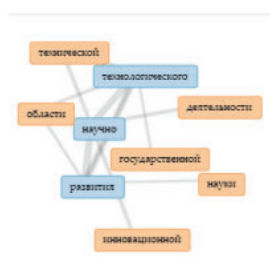 технической
технологического
области
деятельности
научно
государственной
развития
науки
инновационной